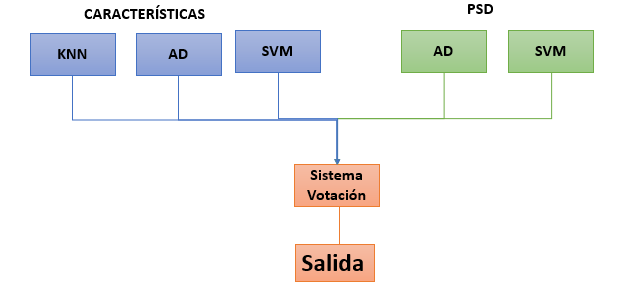 CARACTERÍSTICAS
PSD
KNN
AD
SVM
AD
SVM
Sistema
Votación
Salida